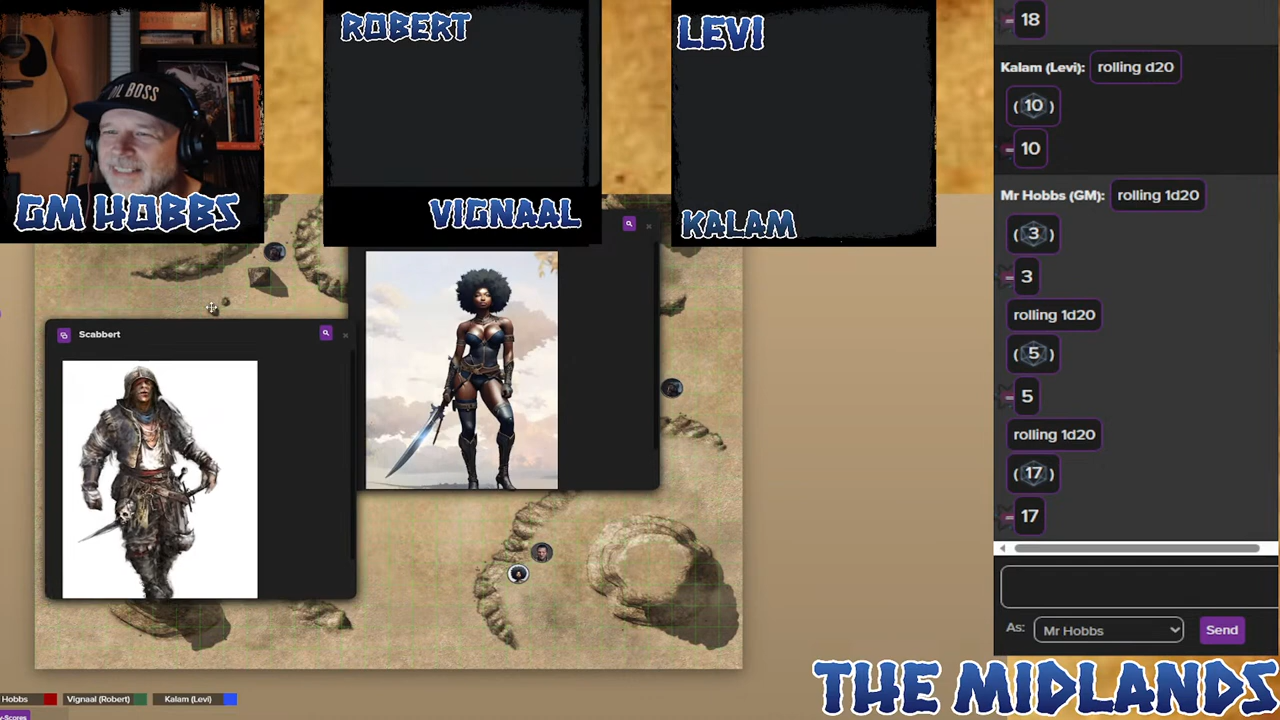 ROBERT
LEVI
GM HOBBS
VIGNAAL
KALAM
Scabbert
18
Kalam (Levi): rolling d20
(10)
=10
Mr Hobbs (GM): rolling 1d20
(3)
=3
rolling 1d20
(5)
=5
rolling 1d20
(17)
=17
As: Mr Hobbs Send
THE MIDLANDS
Hobbs Vignaal (Robert) Kalam (Levi)
y-Scores